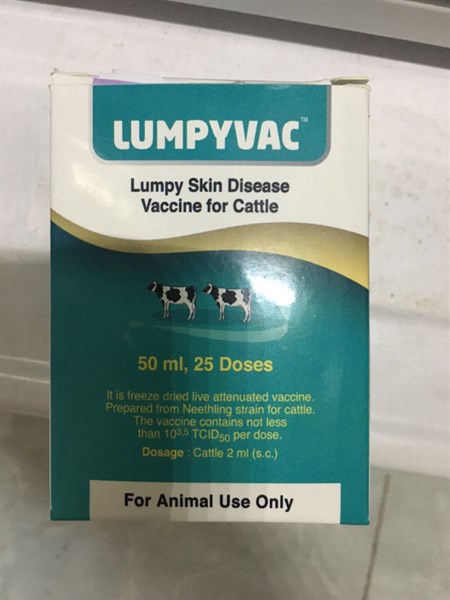 LUMPYVAC™
Lumpy Skin Disease
Vaccine for Cattle
50 ml, 25 Doses
It is freeze dried live attenuated vaccine.
Prepared from Neethling strain for cattle.
The vaccine contains not less
than 10³·⁵ TCID₅₀ per dose.
Dosage : Cattle 2 ml (s.c.)
For Animal Use Only